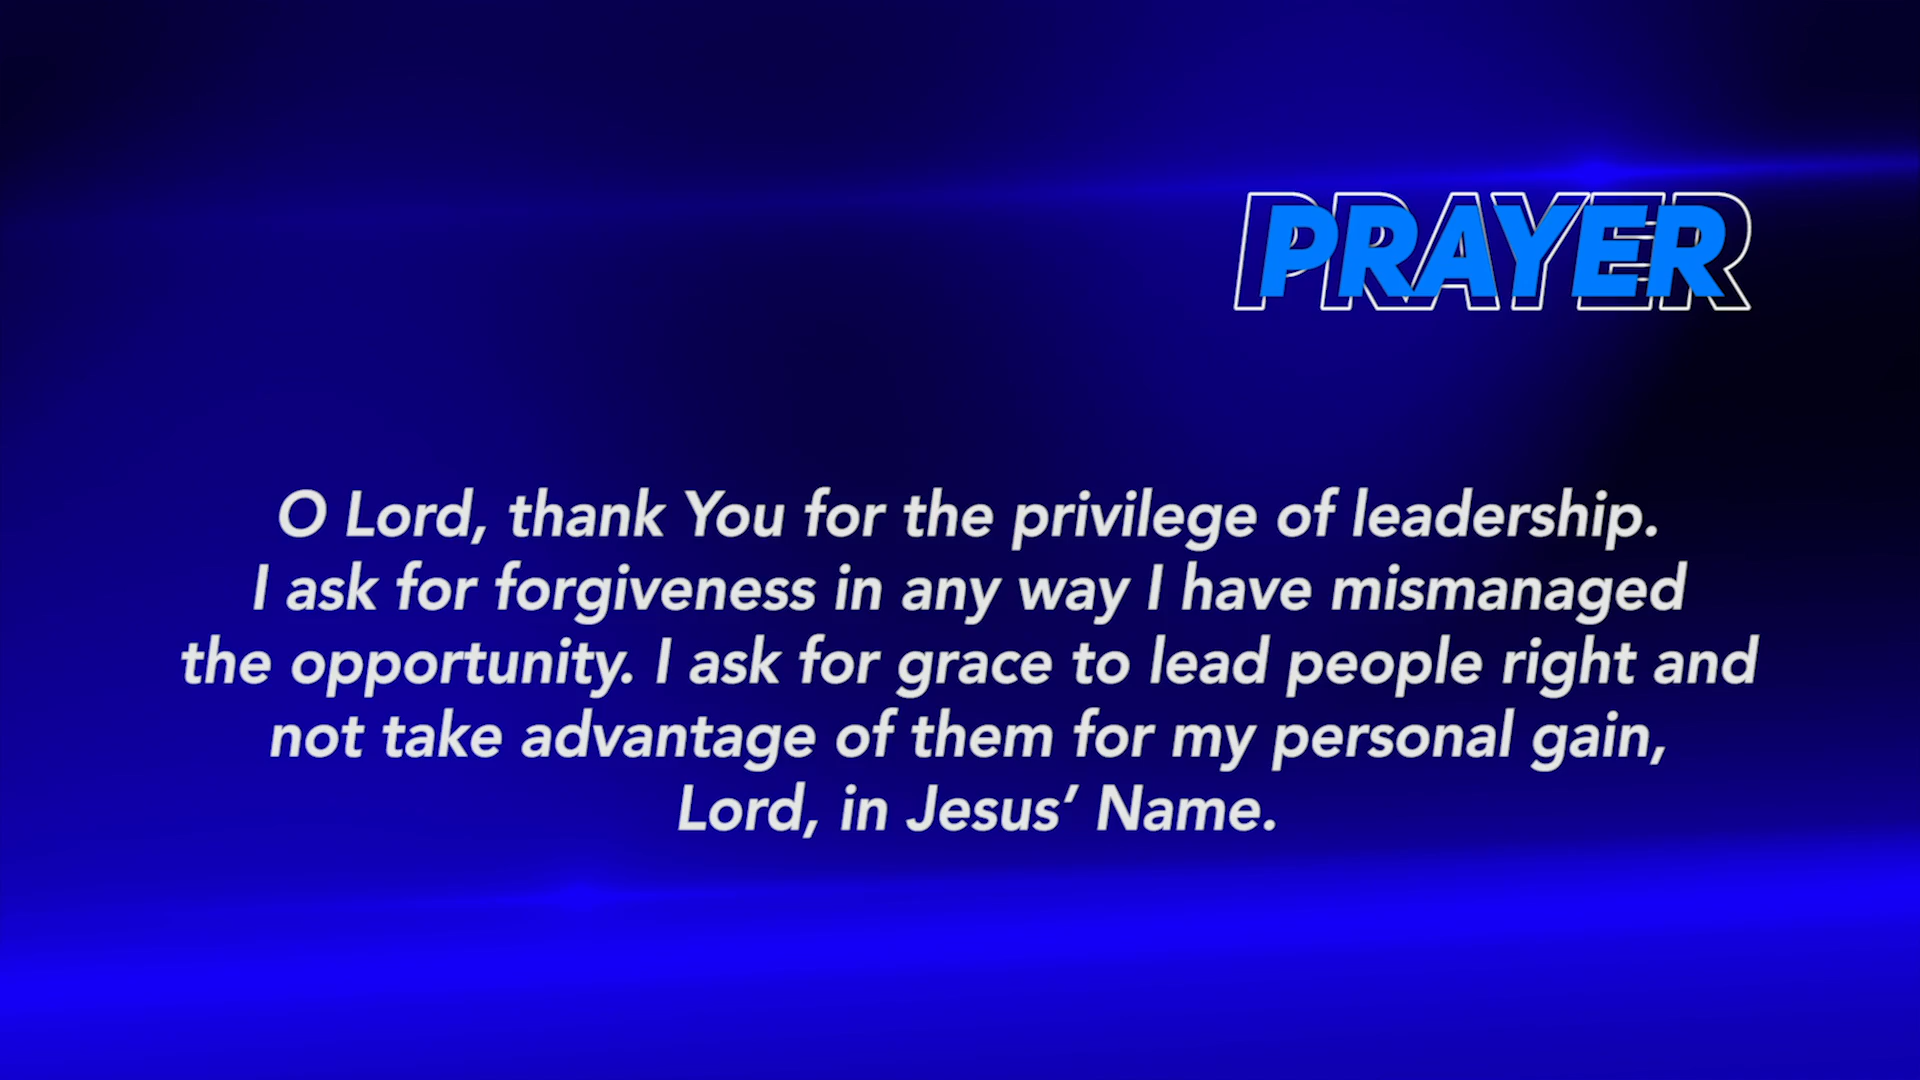 PRAYER
O Lord, thank You for the privilege of leadership.
I ask for forgiveness in any way I have mismanaged
the opportunity. I ask for grace to lead people right and
not take advantage of them for my personal gain,
Lord, in Jesus’ Name.